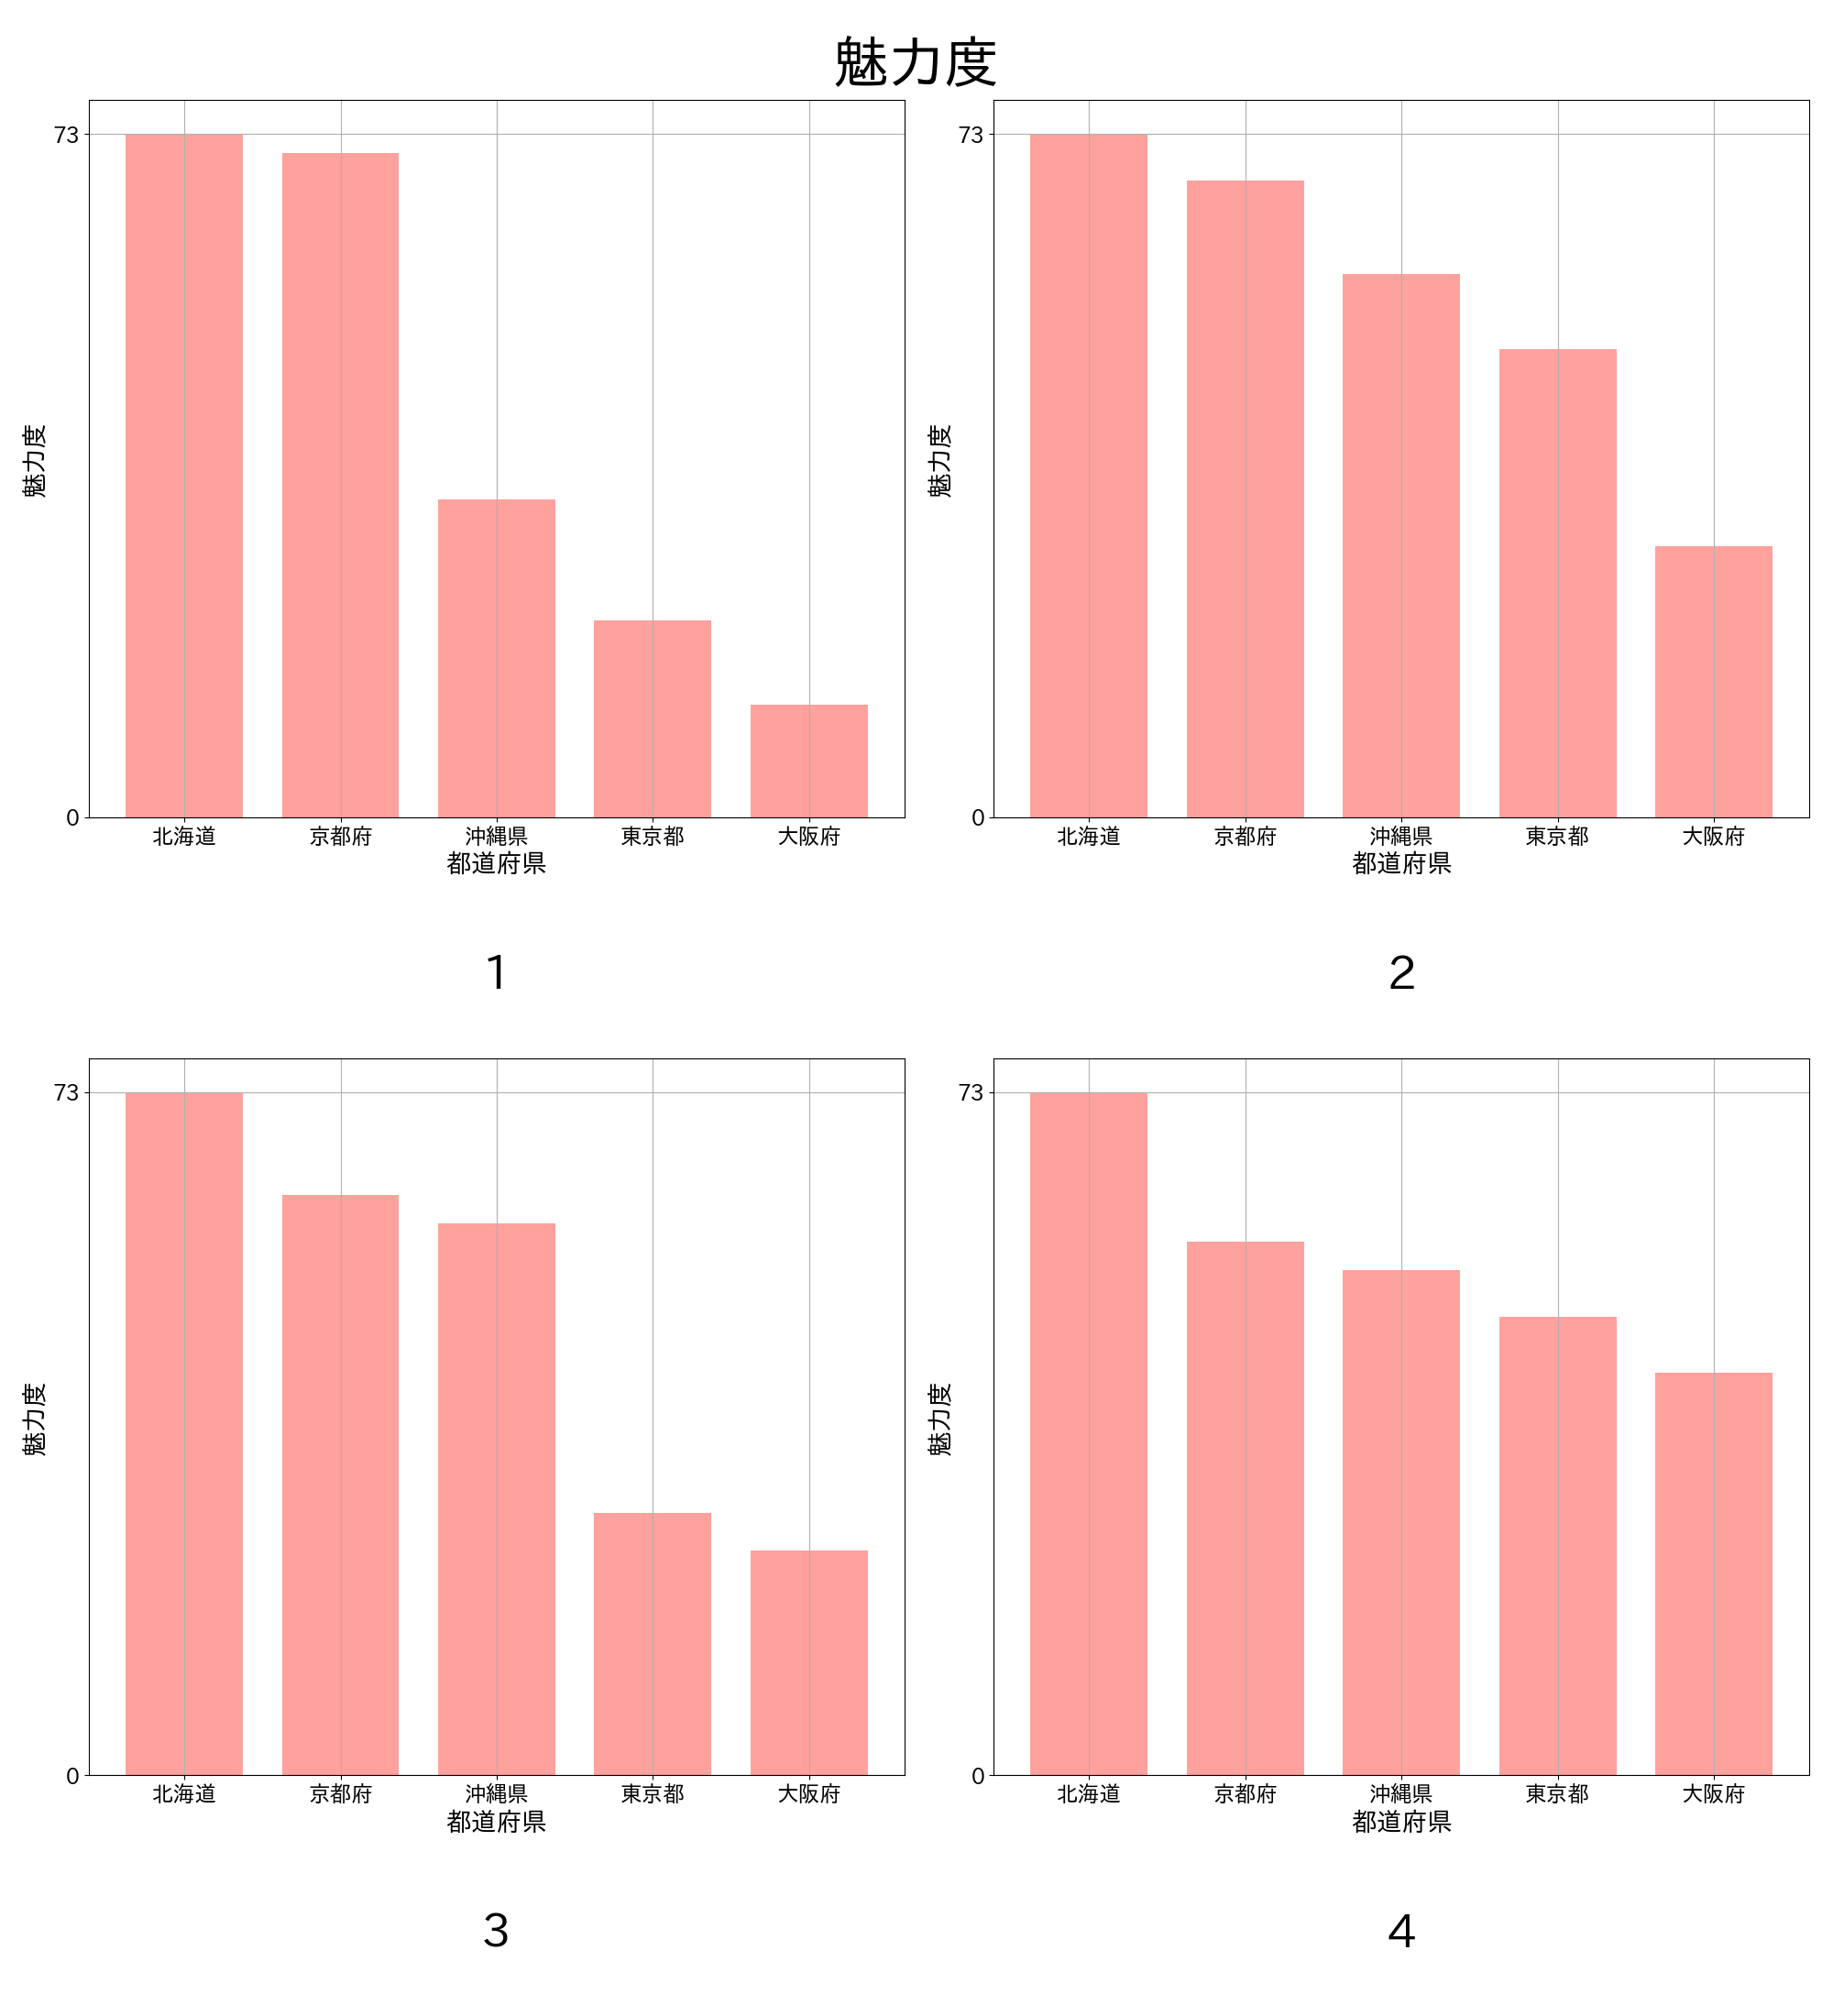 魅力度
73
0
魅力度
北海道 京都府 沖縄県 東京都 大阪府
都道府県
1
73
0
魅力度
北海道 京都府 沖縄県 東京都 大阪府
都道府県
2
73
0
魅力度
北海道 京都府 沖縄県 東京都 大阪府
都道府県
3
73
0
魅力度
北海道 京都府 沖縄県 東京都 大阪府
都道府県
4